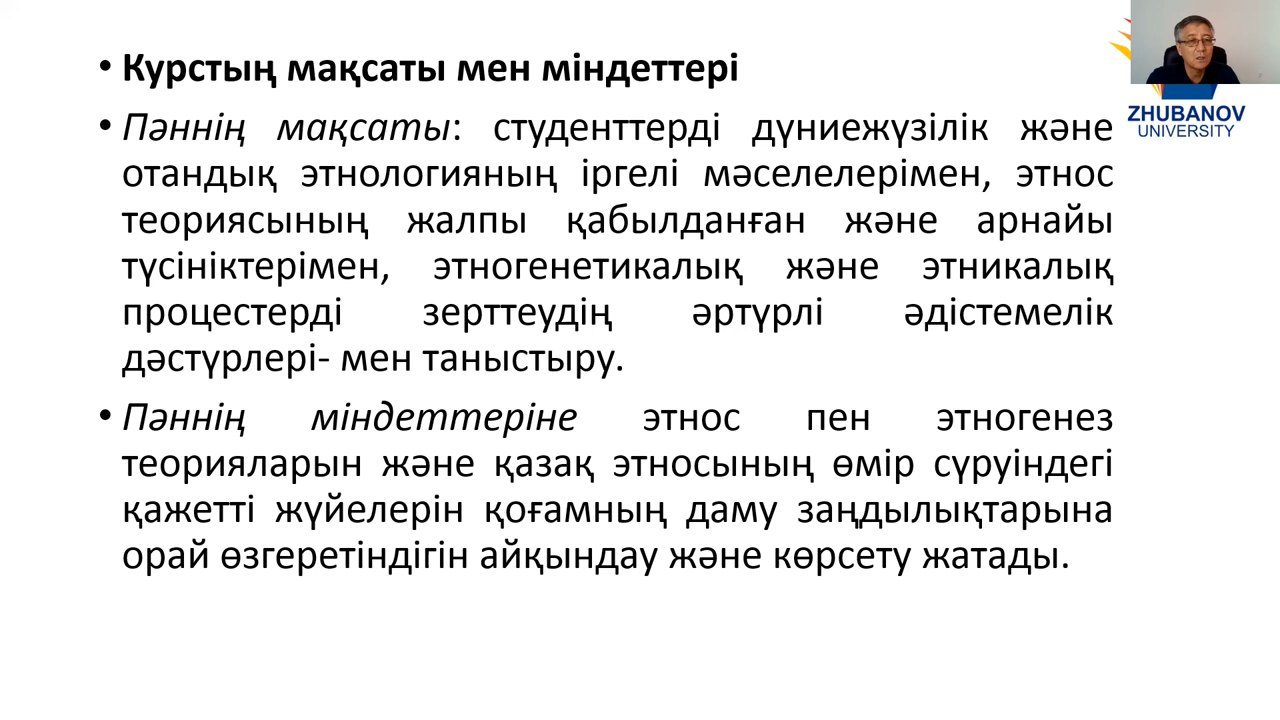 • Курстың мақсаты мен міндеттері
• Пәннің мақсаты: студенттерді дүниежүзілік және
отандық этнологияның іргелі мәселелерімен, этнос
теориясының жалпы қабылданған және арнайы
түсініктерімен, этногенетикалық және этникалық
процестерді зерттеудің әртүрлі әдістемелік
дәстүрлері- мен таныстыру.
• Пәннің міндеттеріне этнос пен этногенез
теорияларын және қазақ этносының өмір сүруіндегі
қажетті жүйелерін қоғамның даму заңдылықтарына
орай өзгеретіндігін айқындау және көрсету жатады.
ZHUBANOV
UNIVERSITY